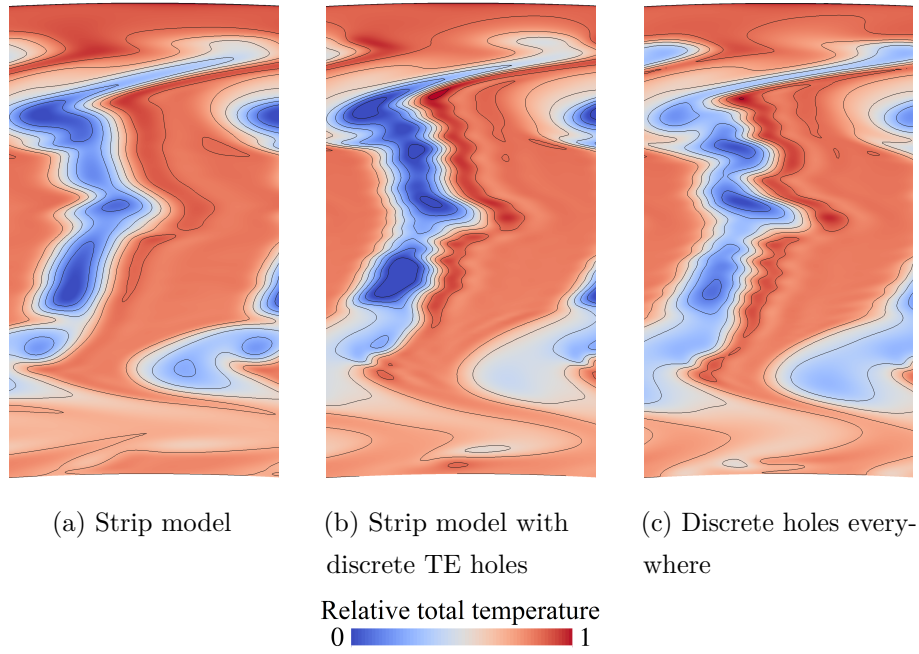 (a) Strip model
(b) Strip model with
discrete TE holes
(c) Discrete holes every-
where
Relative total temperature
0 1